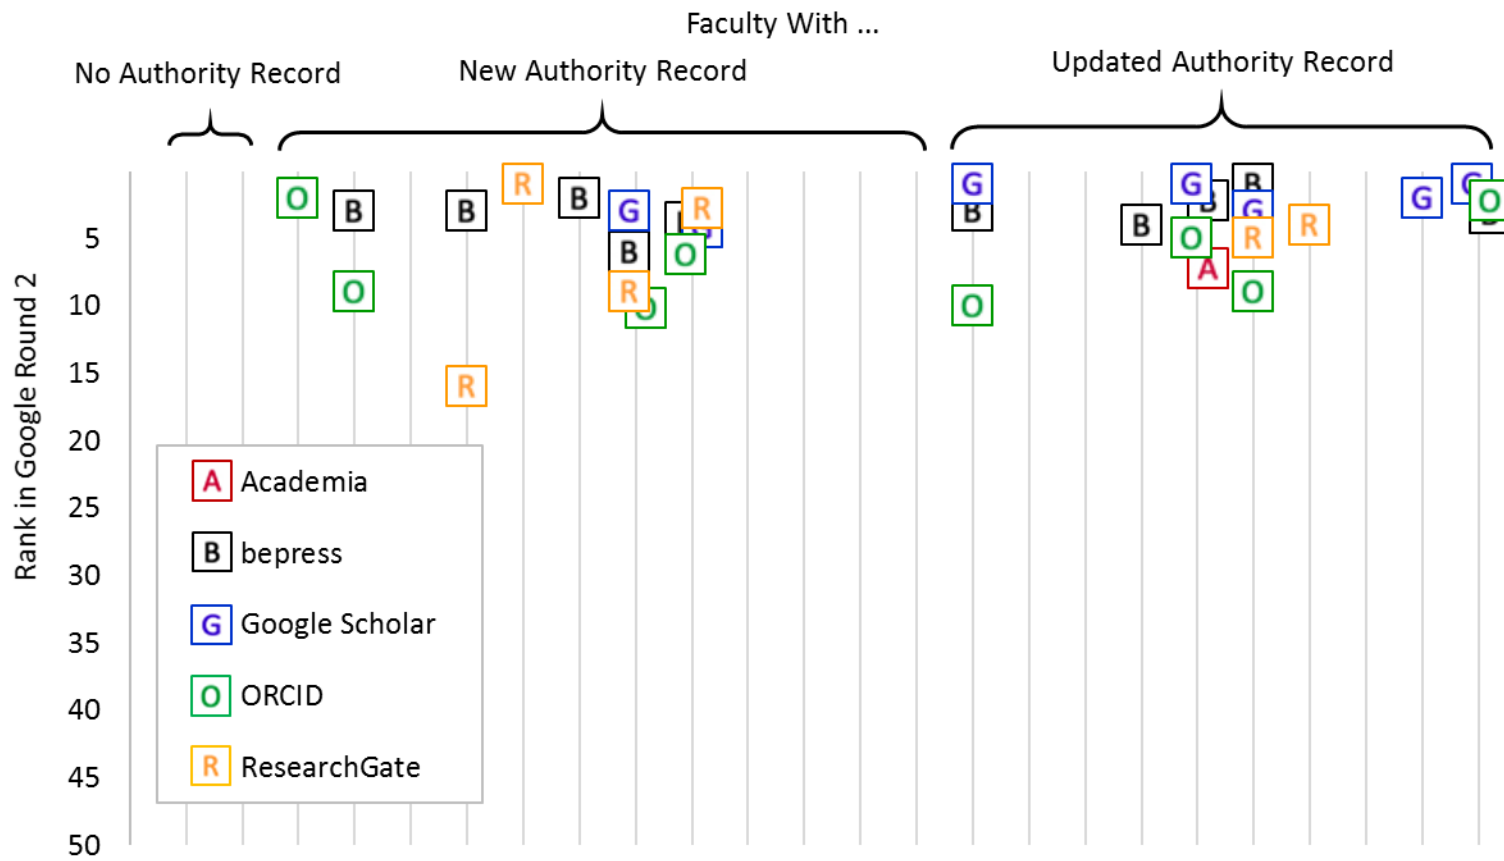 Faculty With ...
No Authority Record
New Authority Record
Updated Authority Record
Rank in Google Round 2
5
10
15
20
25
30
35
40
45
50
O B B R B G B R G B G B R G G O
B B O O B O R R
O O A O
R
A Academia
B bepress
G Google Scholar
O ORCID
R ResearchGate